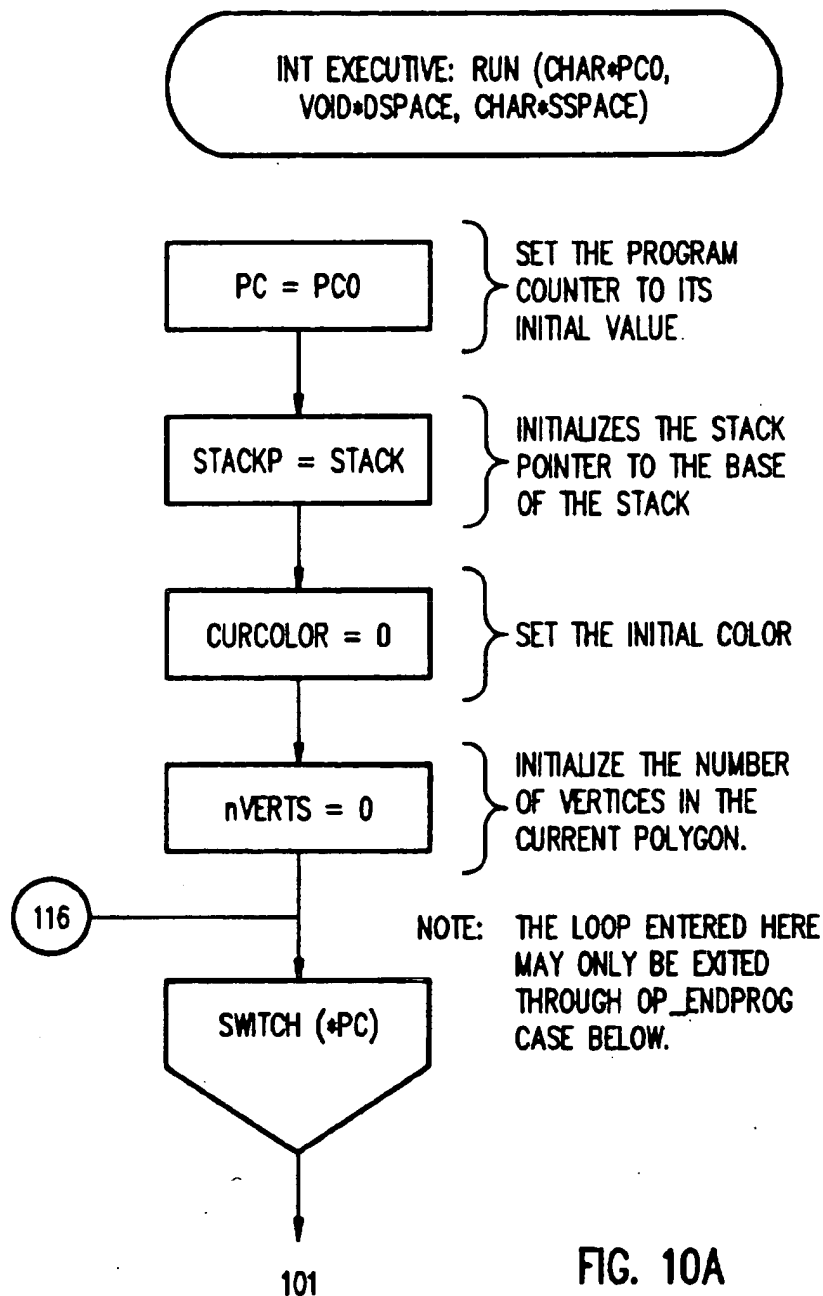 INT EXECUTIVE: RUN (CHAR*PC0,
VOID*DSPACE, CHAR*SSPACE)
PC = PC0
SET THE PROGRAM
COUNTER TO ITS
INITIAL VALUE.
STACKP = STACK
INITIALIZES THE STACK
POINTER TO THE BASE
OF THE STACK
CURCOLOR = 0
SET THE INITIAL COLOR
nVERTS = 0
INITIALIZE THE NUMBER
OF VERTICES IN THE
CURRENT POLYGON.
116
NOTE: THE LOOP ENTERED HERE
MAY ONLY BE EXITED
THROUGH OP_ENDPROG
CASE BELOW.
SWITCH (*PC)
101
FIG. 10A